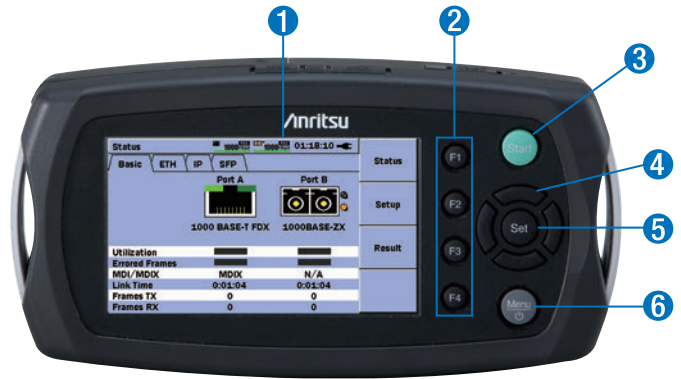 1
2
3
4
5
6
Anritsu
Status
01:18:10
Basic ETH IP SFP
Port A Port B
1000 BASE-T FDX 1000BASE-ZX
Utilization
Errored Frames
MDI/MDIX MDIX N/A
Link Time 0:01:04 0:01:04
Frames TX 0 0
Frames RX 0 0
Status
Setup
Result
F1
F2
F3
F4
Start
Set
Menu